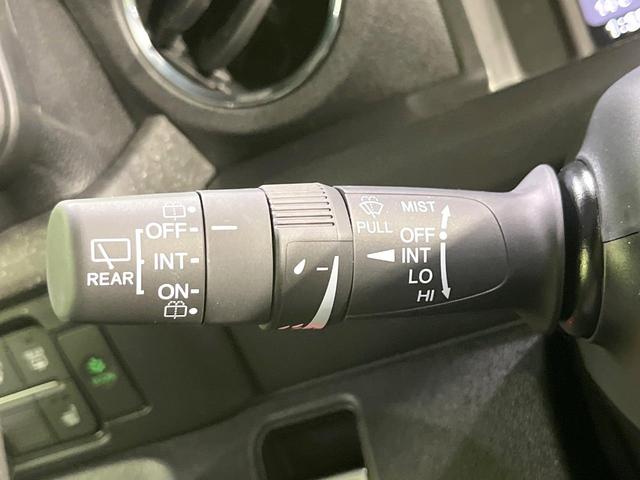 REAR
OFF
INT
ON
PULL
MIST
OFF
INT
LO
HI